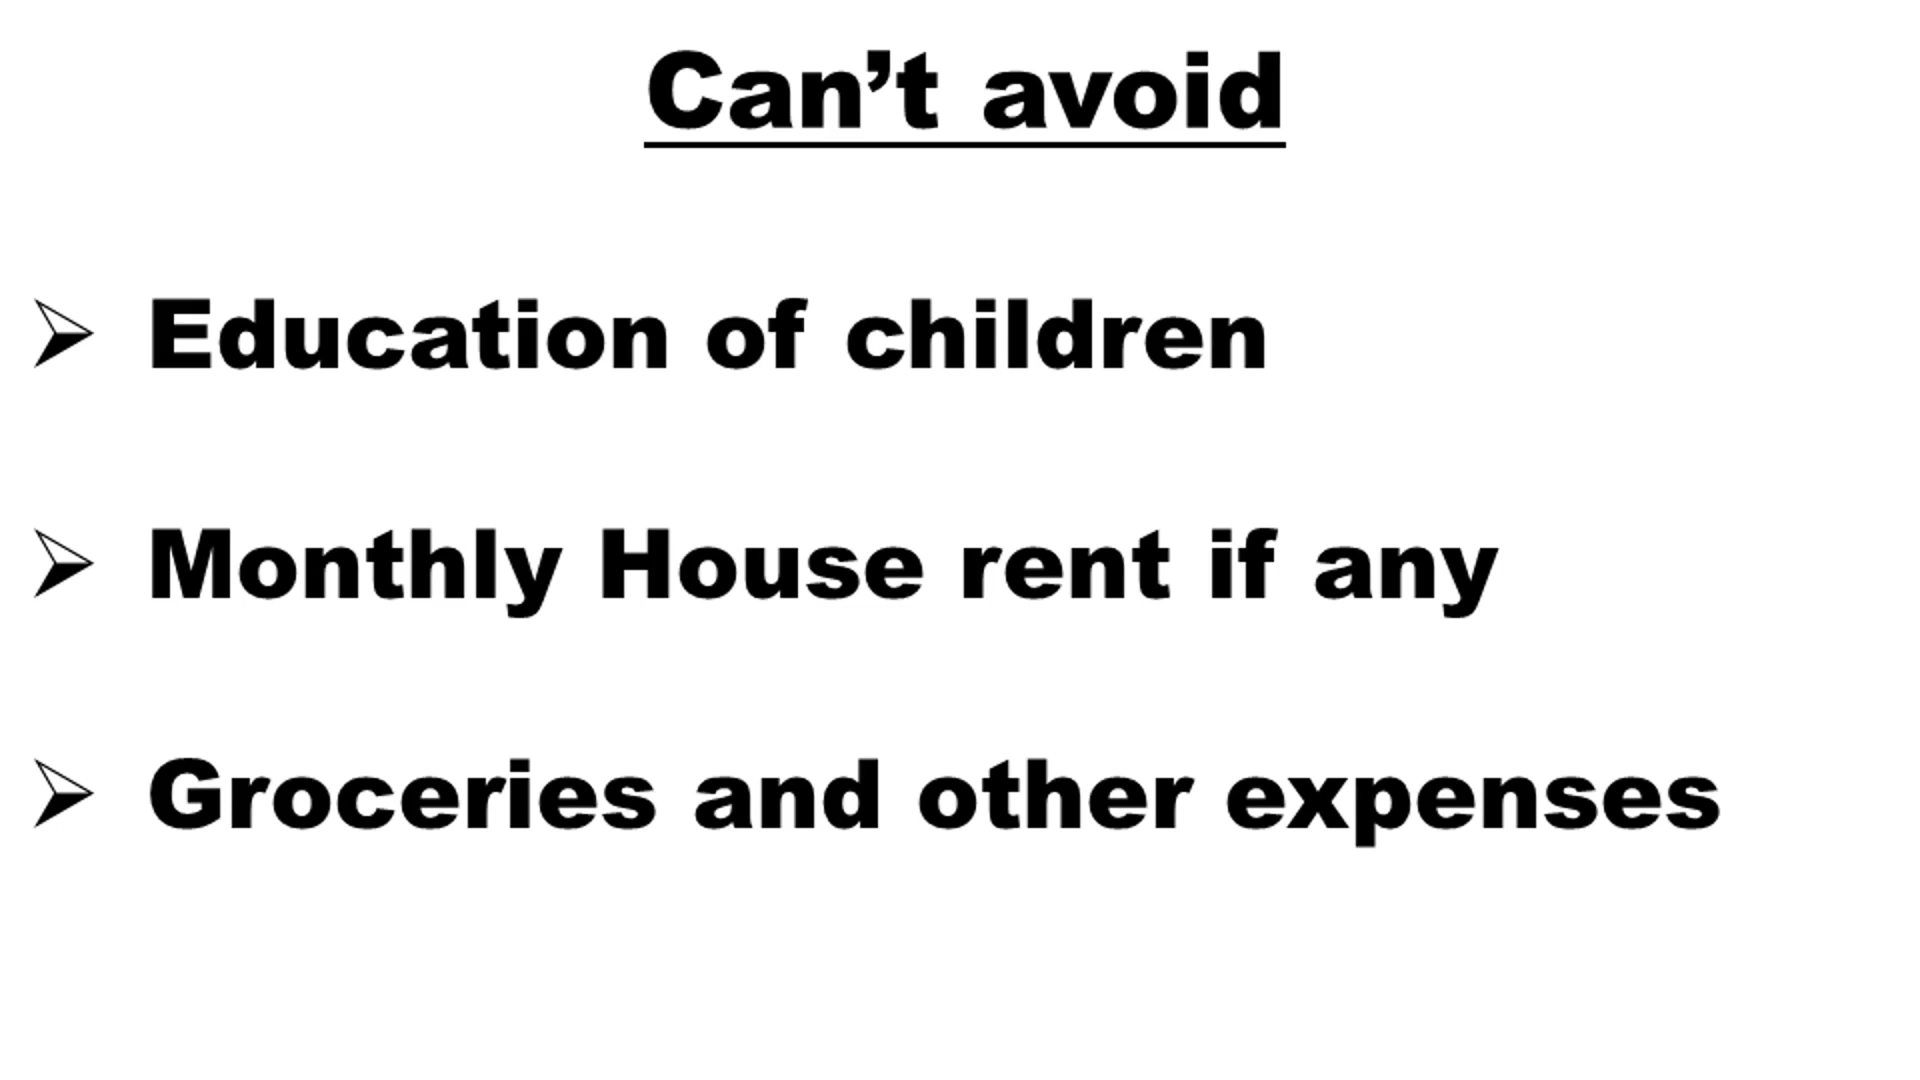 Can’t avoid
➢ Education of children
➢ Monthly House rent if any
➢ Groceries and other expenses